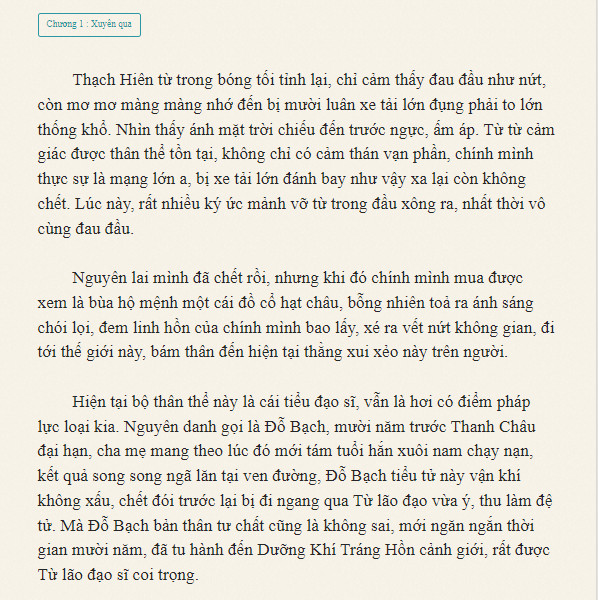 Chương 1 : Xuyên qua
Thạch Hiên từ trong bóng tối tỉnh lại, chỉ cảm thấy đau đầu như nứt,
còn mơ mơ màng màng nhớ đến bị mười luân xe tải lớn đụng phải to lớn
thống khổ. Nhìn thấy ánh mặt trời chiếu đến trước ngực, ấm áp. Từ từ cảm
giác được thân thể tồn tại, không chỉ có cảm thán vạn phần, chính mình
thực sự là mạng lớn a, bị xe tải lớn đánh bay như vậy xa lại còn không
chết. Lúc này, rất nhiều ký ức mảnh vỡ từ trong đầu xông ra, nhất thời vô
cùng đau đầu.
Nguyên lai mình đã chết rồi, nhưng khi đó chính mình mua được
xem là bùa hộ mệnh một cái đồ cổ hạt châu, bỗng nhiên toả ra ánh sáng
chói lọi, đem linh hồn của chính mình bao lấy, xé ra vết nứt không gian, đi
tới thế giới này, bám thân đến hiện tại thằng xui xẻo này trên người.
Hiện tại bộ thân thể này là cái tiểu đạo sĩ, vẫn là hơi có điểm pháp
lực loại kia. Nguyên danh gọi là Đỗ Bạch, mười năm trước Thanh Châu
đại hạn, cha mẹ mang theo lúc đó mới tám tuổi hắn xuôi nam chạy nạn,
kết quả song song ngã lăn tại ven đường, Đỗ Bạch tiểu tử này vận khí
không xấu, chết đói trước lại bị đi ngang qua Từ lão đạo vừa ý, thu làm đệ
tử. Mà Đỗ Bạch bản thân tư chất cũng là không sai, mới ngăn ngắn thời
gian mười năm, đã tu hành đến Dưỡng Khí Tráng Hồn cảnh giới, rất được
Từ lão đạo sĩ coi trọng.